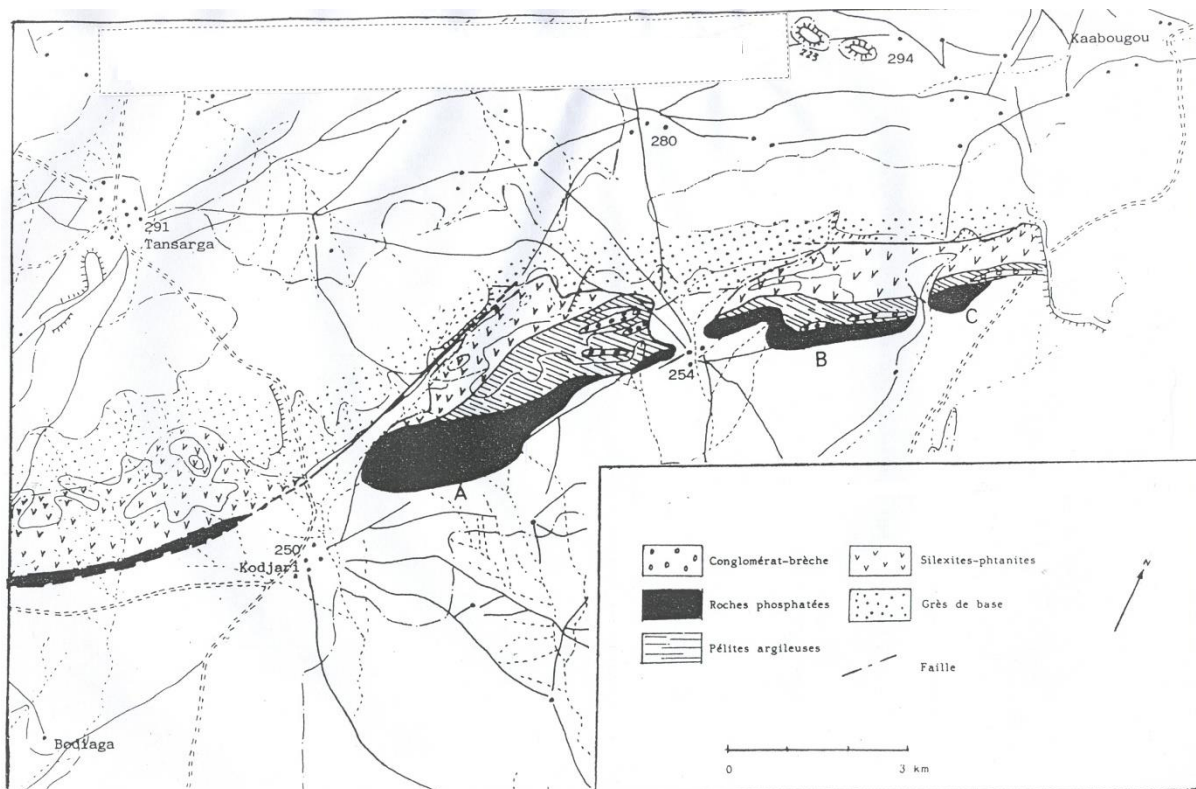 Kaabougou
225
294
280
291
Tansarga
254
A
B
C
250
Kodjari
Bodiaga
Conglomérat-brèche
Silexites-phtanites
Roches phosphatées
Grès de base
Pélites argileuses
Faille
N
0 3 km